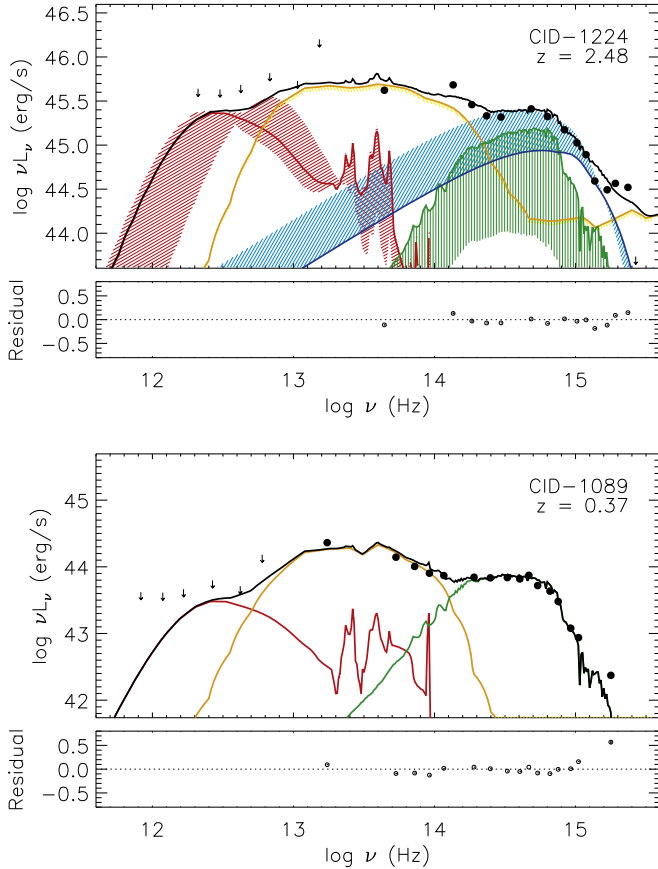 46.5
46.0
45.5
45.0
44.5
44.0
log νLν (erg/s)
CID−1224
z = 2.48
0.5
0.0
−0.5
Residual
12 13 14 15
log ν (Hz)
45
44
43
42
log νLν (erg/s)
CID−1089
z = 0.37
0.5
0.0
−0.5
Residual
12 13 14 15
log ν (Hz)